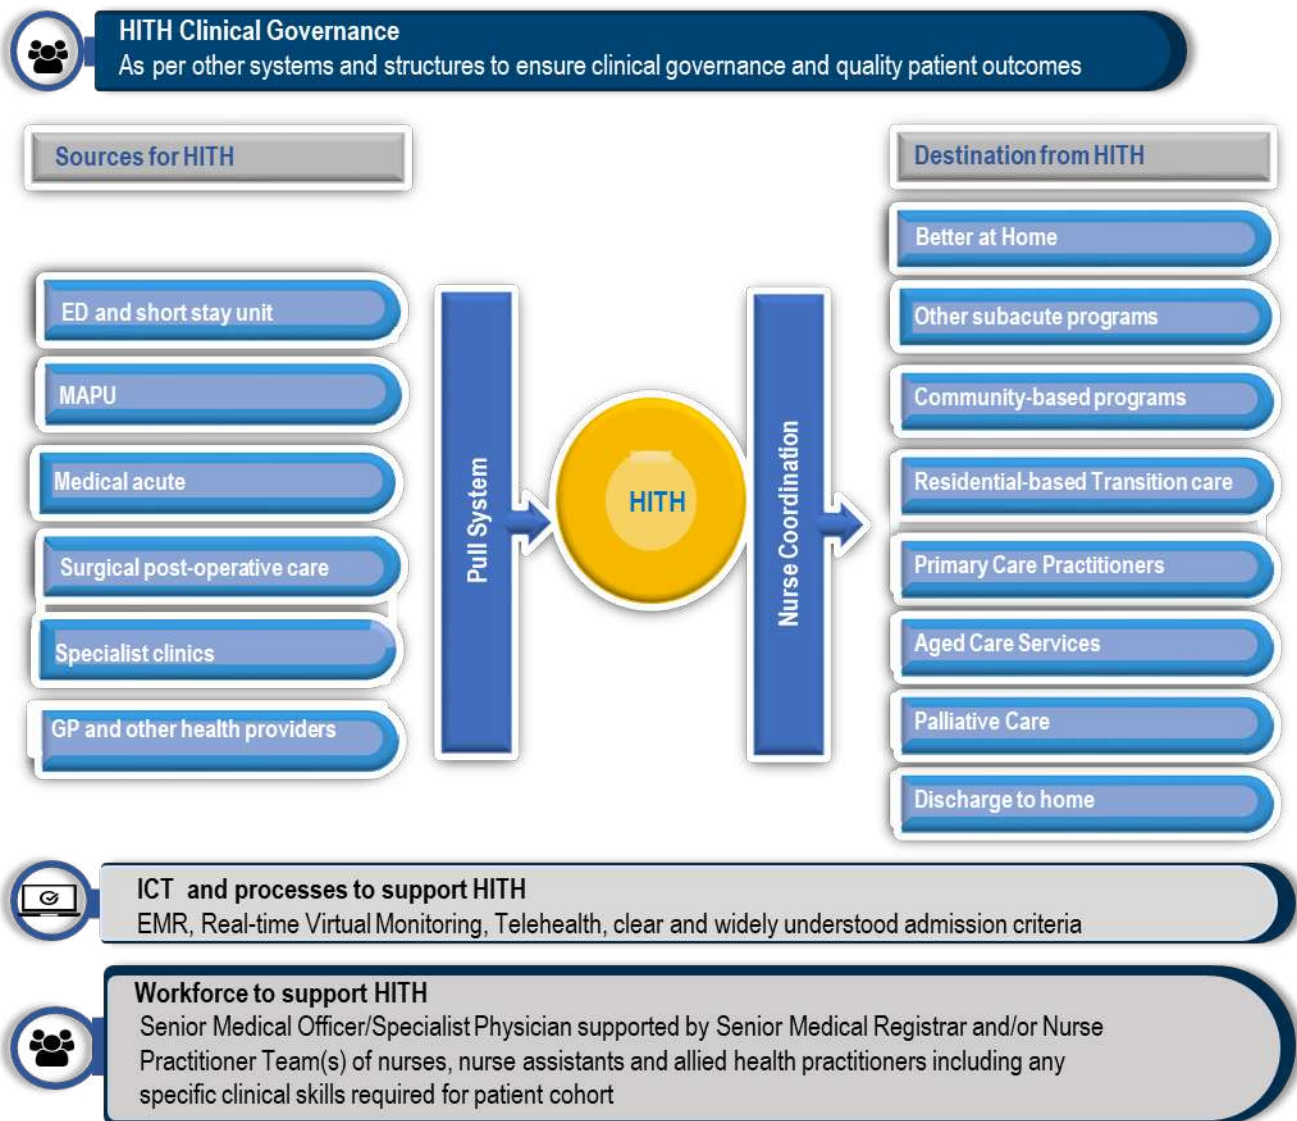 HITH Clinical Governance
As per other systems and structures to ensure clinical governance and quality patient outcomes
Sources for HITH
ED and short stay unit
MAPU
Medical acute
Surgical post-operative care
Specialist clinics
GP and other health providers
Pull System
HITH
Nurse Coordination
Destination from HITH
Better at Home
Other subacute programs
Community-based programs
Residential-based Transition care
Primary Care Practitioners
Aged Care Services
Palliative Care
Discharge to home
ICT and processes to support HITH
EMR, Real-time Virtual Monitoring, Telehealth, clear and widely understood admission criteria
Workforce to support HITH
Senior Medical Officer/Specialist Physician supported by Senior Medical Registrar and/or Nurse
Practitioner Team(s) of nurses, nurse assistants and allied health practitioners including any
specific clinical skills required for patient cohort